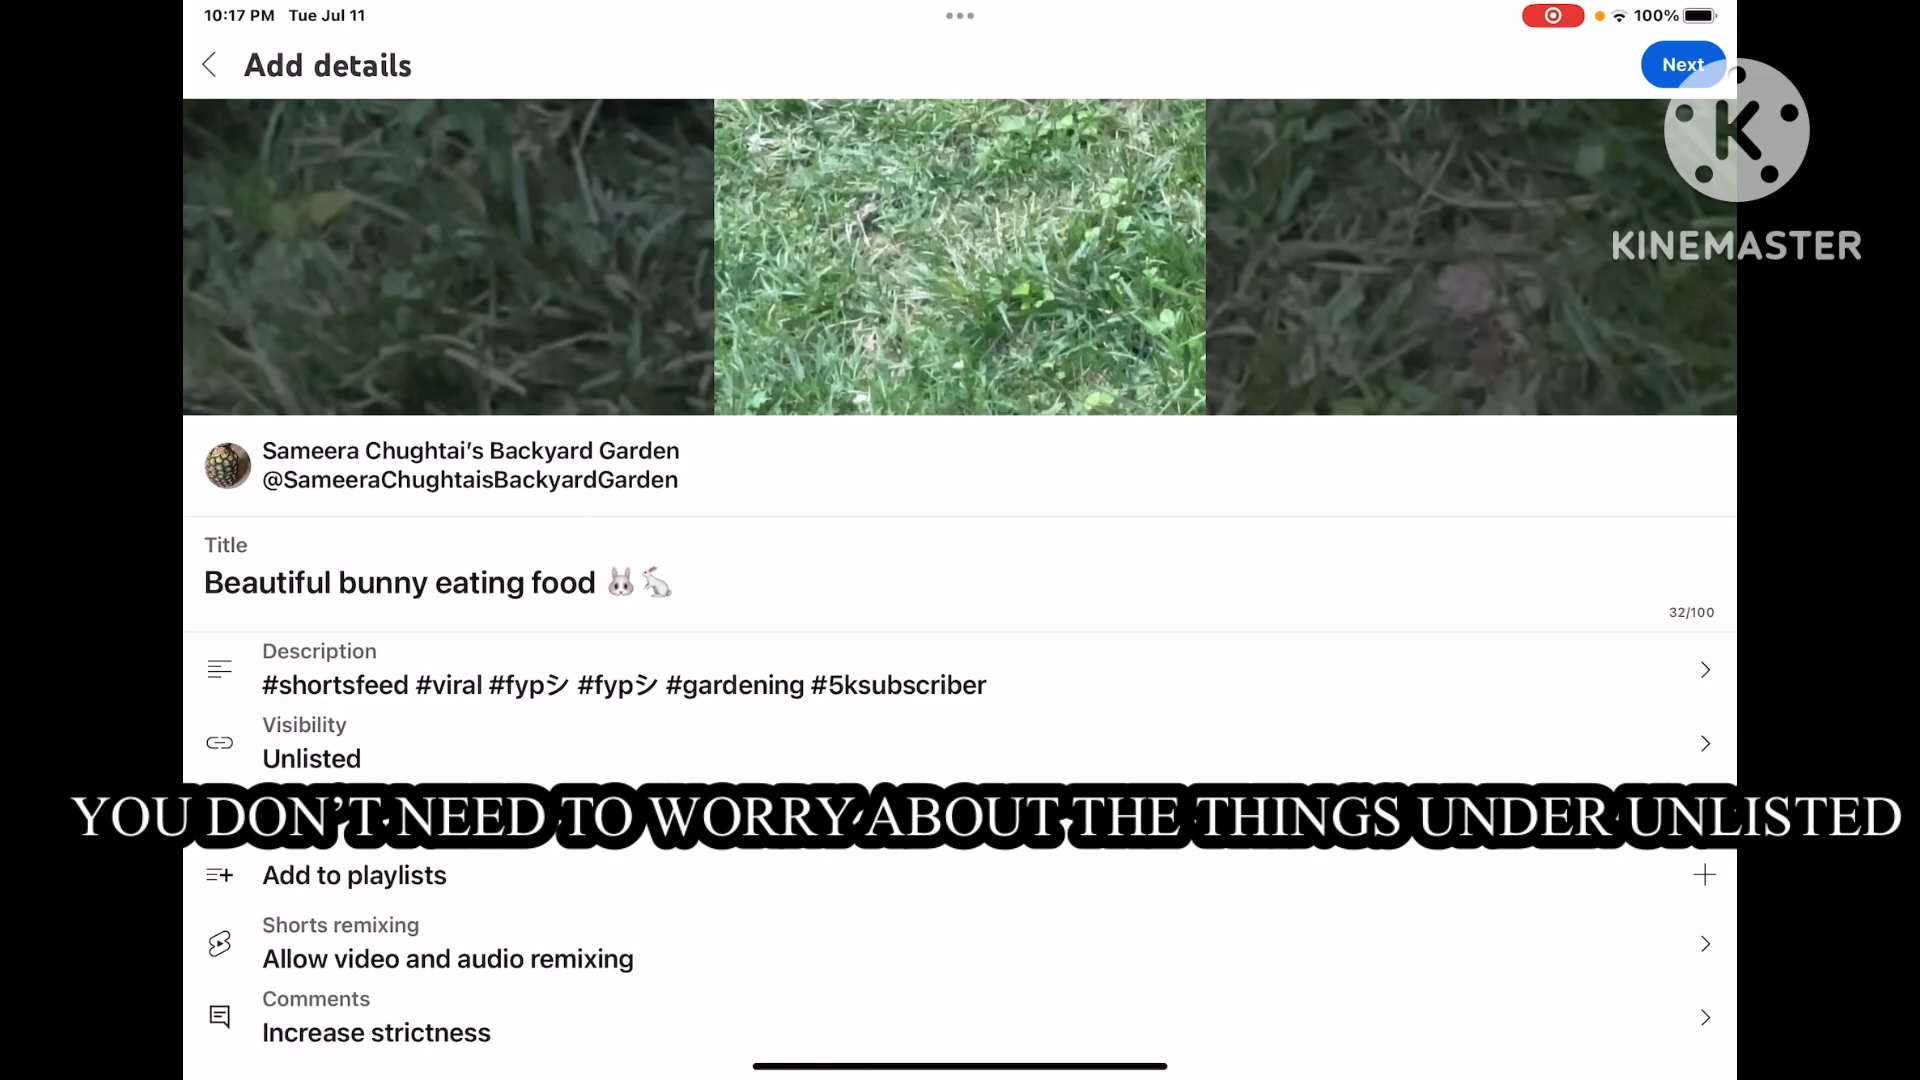 10:17 PM Tue Jul 11
100%
Add details
Next
K
KINEMASTER
Sameera Chughtai’s Backyard Garden
@SameeraChughtaisBackyardGarden
Title
Beautiful bunny eating food 🐰🐇
32/100
Description
#shortsfeed #viral #fypシ #fypシ #gardening #5ksubscriber
Visibility
Unlisted
YOU DON’T NEED TO WORRY ABOUT THE THINGS UNDER UNLISTED
Add to playlists
Shorts remixing
Allow video and audio remixing
Comments
Increase strictness